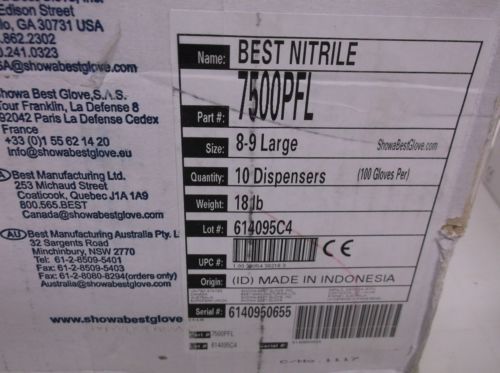 Edison Street
GA 30731 USA
862.2302
241.0323
USA@showabestglove.com
Showa Best Glove,S.A.S.
Tour Franklin, La Defense 8
92042 Paris La Defense Cedex
France
+33 (0)1 55 62 14 20
info@showabestglove.eu
Best Manufacturing Ltd.
253 Michaud Street
Coaticook, Quebec J1A 1A9
800.565.BEST
Canada@showabestglove.com
AU Best Manufacturing Australia Pty. L
32 Sargents Road
Minchinbury, NSW 2770
Tel: 61-2-8509-5401
Fax: 61-2-8509-5403
Fax: 61-2-8080-8294(orders only)
Australia@showabestglove.com
www.showabestglove
Name: BEST NITRILE
Part #: 7500PFL
Size: 8-9 Large ShowaBestGlove.com
Quantity: 10 Dispensers (100 Gloves Per)
Weight: 18 lb
Lot #: 614095C4
UPC #: CE
Origin: (ID) MADE IN INDONESIA
Serial#: 6140950655
Part # 7500PFL
Lot # 614095C4
C/No. 1117